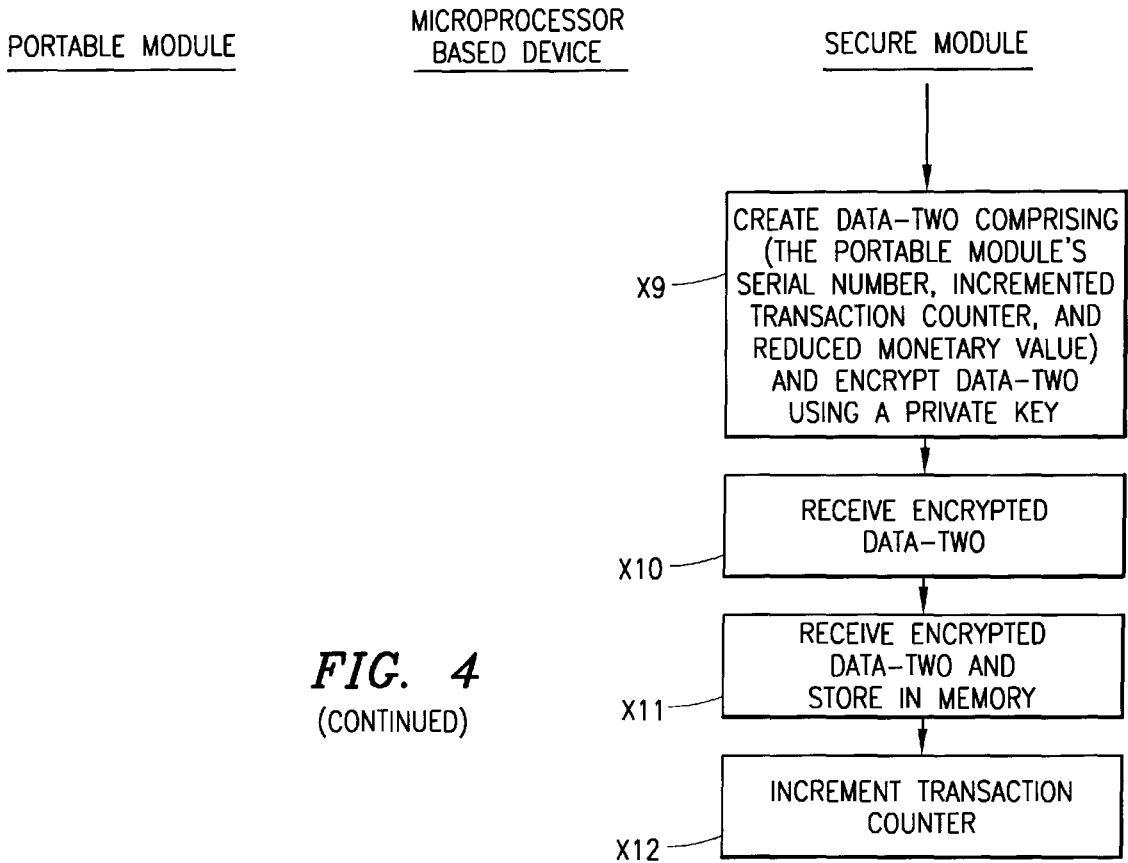 PORTABLE MODULE
MICROPROCESSOR
BASED DEVICE
SECURE MODULE
X9
CREATE DATA-TWO COMPRISING
(THE PORTABLE MODULE'S
SERIAL NUMBER, INCREMENTED
TRANSACTION COUNTER, AND
REDUCED MONETARY VALUE)
AND ENCRYPT DATA-TWO
USING A PRIVATE KEY
X10
RECEIVE ENCRYPTED
DATA-TWO
X11
RECEIVE ENCRYPTED
DATA-TWO AND
STORE IN MEMORY
X12
INCREMENT TRANSACTION
COUNTER
FIG. 4
(CONTINUED)